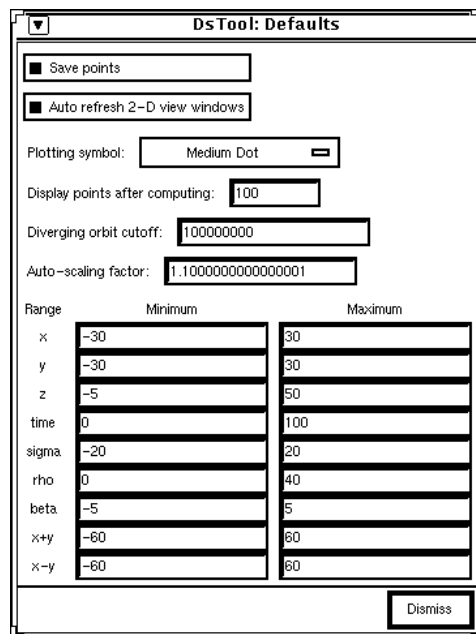 DsTool: Defaults
Save points
Auto refresh 2-D view windows
Plotting symbol: Medium Dot
Display points after computing: 100
Diverging orbit cutoff: 100000000
Auto-scaling factor: 1.1000000000000001
Range Minimum Maximum
x -30 30
y -30 30
z -5 50
time 0 100
sigma -20 20
rho 0 40
beta -5 5
x+y -60 60
x-y -60 60
Dismiss